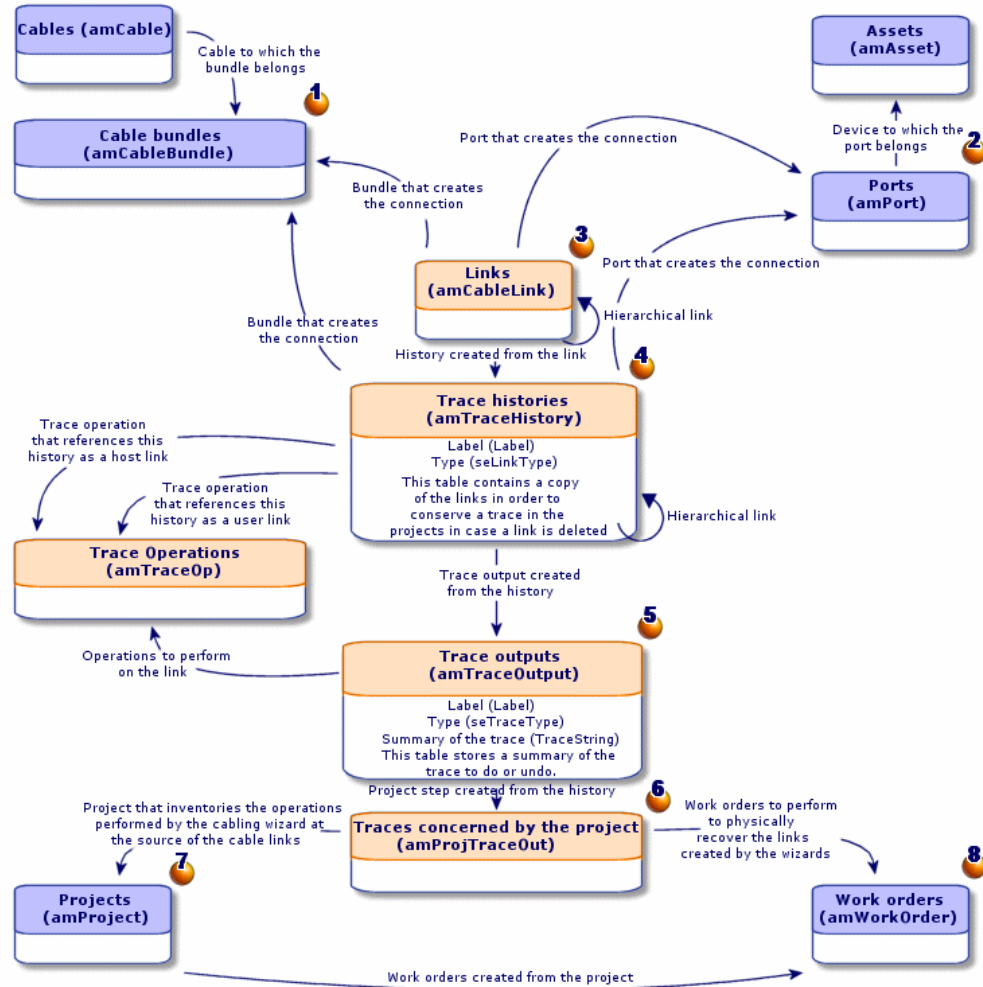 Cables (amCable)
Cable to which the
bundle belongs
Assets
(amAsset)
1
Cable bundles
(amCableBundle)
Port that creates the connection
Device to which the
port belongs
2
Ports
(amPort)
Bundle that creates
the connection
3
Links
(amCableLink)
Port that creates the connection
Hierarchical link
Bundle that creates
the connection
History created from the link
4
Trace histories
(amTraceHistory)
Label (Label)
Type (seLinkType)
This table contains a copy
of the links in order to
conserve a trace in the
projects in case a link is deleted
Hierarchical link
Trace operation
that references this
history as a host link
Trace operation
that references this
history as a user link
Trace Operations
(amTraceOp)
Trace output created
from the history
5
Operations to perform
on the link
Trace outputs
(amTraceOutput)
Label (Label)
Type (seTraceType)
Summary of the trace (TraceString)
This table stores a summary of the
trace to do or undo.
Project step created from the history
6
Project that inventories the operations
performed by the cabling wizard at
the source of the cable links
Traces concerned by the project
(amProjTraceOut)
Work orders to perform
to physically
recover the links
created by the wizards
7
Projects
(amProject)
8
Work orders
(amWorkOrder)
Work orders created from the project